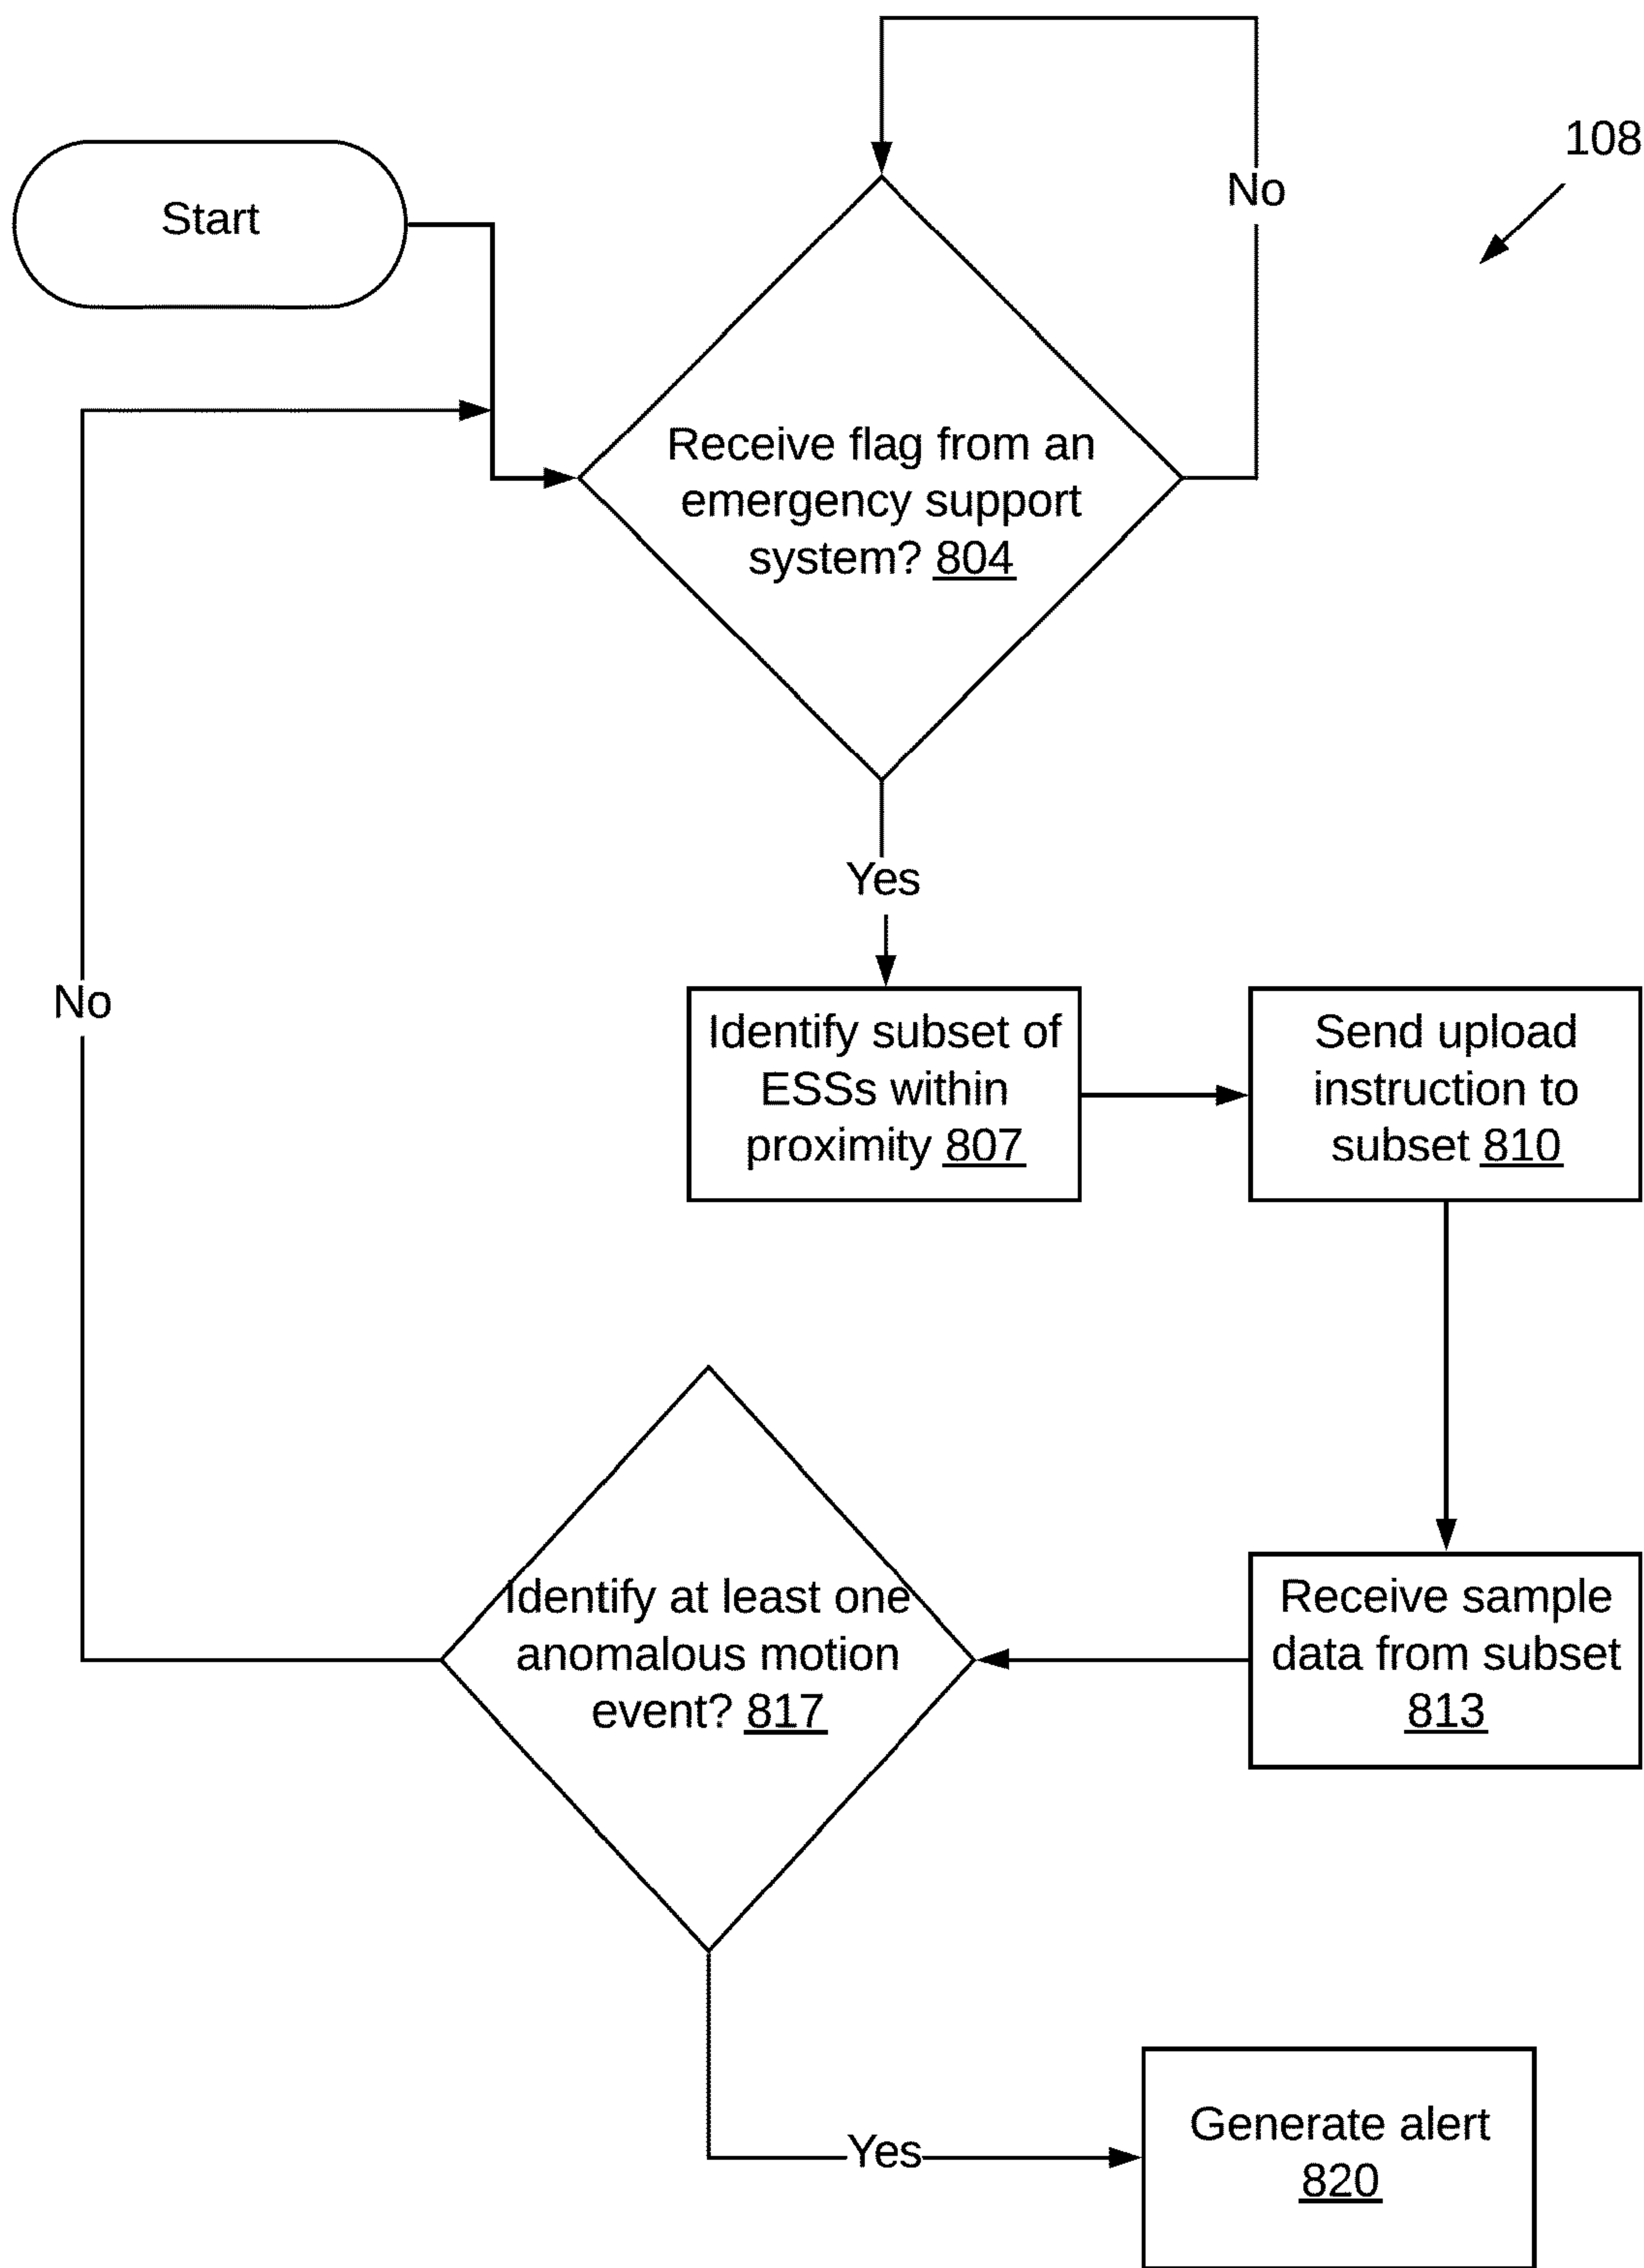 108
No
Start
Receive flag from an
emergency support
system? 804
Yes
No
Identify subset of
ESSs within
proximity 807
Send upload
instruction to
subset 810
Identify at least one
anomalous motion
event? 817
Receive sample
data from subset
813
Yes
Generate alert
820